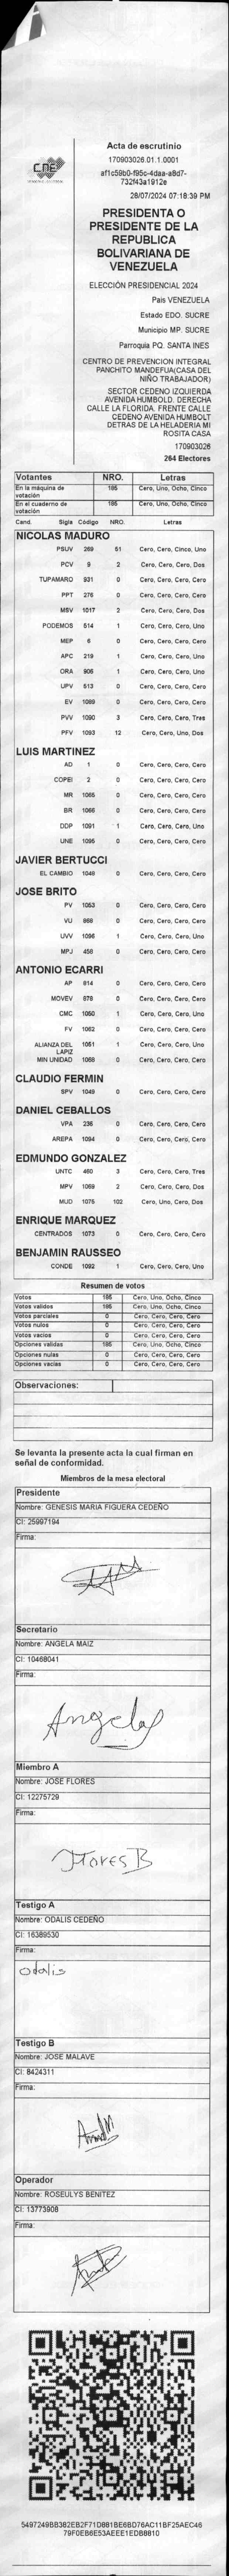 CNE
Acta de escrutinio
170903026.01.1.0001
af1c59b0-f95c-4daa-a8d7-
732f43a1912e
28/07/2024 07:18:39 PM
PRESIDENTA O
PRESIDENTE DE LA
REPUBLICA
BOLIVARIANA DE
VENEZUELA
ELECCIÓN PRESIDENCIAL 2024
Pais VENEZUELA
Estado EDO. SUCRE
Municipio MP. SUCRE
Parroquia PQ. SANTA INES
CENTRO DE PREVENCION INTEGRAL
PANCHITO MANDEFUA(CASA DEL
NIÑO TRABAJADOR)
SECTOR CEDENO IZQUIERDA
AVENIDA HUMBOLD. DERECHA
CALLE LA FLORIDA. FRENTE CALLE
CEDENO AVENIDA HUMBOLT
DETRAS DE LA HELADERIA MI
ROSITA CASA
170903026
264 Electores
Votantes NRO. Letras
En la máquina de votación 185 Cero, Uno, Ocho, Cinco
En el cuaderno de votación 185 Cero, Uno, Ocho, Cinco
Cand. Sigla Código NRO. Letras
NICOLAS MADURO
PSUV 269 51 Cero, Cero, Cinco, Uno
PCV 9 2 Cero, Cero, Cero, Dos
TUPAMARO 931 0 Cero, Cero, Cero, Cero
PPT 276 0 Cero, Cero, Cero, Cero
MSV 1017 2 Cero, Cero, Cero, Dos
PODEMOS 514 1 Cero, Cero, Cero, Uno
MEP 6 0 Cero, Cero, Cero, Cero
APC 219 1 Cero, Cero, Cero, Uno
ORA 906 1 Cero, Cero, Cero, Uno
UPV 513 0 Cero, Cero, Cero, Cero
EV 1089 0 Cero, Cero, Cero, Cero
PVV 1090 3 Cero, Cero, Cero, Tres
PFV 1093 12 Cero, Cero, Uno, Dos
LUIS MARTINEZ
AD 1 0 Cero, Cero, Cero, Cero
COPEI 2 0 Cero, Cero, Cero, Cero
MR 1065 0 Cero, Cero, Cero, Cero
BR 1066 0 Cero, Cero, Cero, Cero
DDP 1091 1 Cero, Cero, Cero, Uno
UNE 1095 0 Cero, Cero, Cero, Cero
JAVIER BERTUCCI
EL CAMBIO 1048 0 Cero, Cero, Cero, Cero
JOSE BRITO
PV 1053 0 Cero, Cero, Cero, Cero
VU 868 0 Cero, Cero, Cero, Cero
UVV 1096 1 Cero, Cero, Cero, Uno
MPJ 458 0 Cero, Cero, Cero, Cero
ANTONIO ECARRI
AP 814 0 Cero, Cero, Cero, Cero
MOVEV 878 0 Cero, Cero, Cero, Cero
CMC 1050 1 Cero, Cero, Cero, Uno
FV 1062 0 Cero, Cero, Cero, Cero
ALIANZA DEL LAPIZ 1051 1 Cero, Cero, Cero, Uno
MIN UNIDAD 1088 0 Cero, Cero, Cero, Cero
CLAUDIO FERMIN
SPV 1049 0 Cero, Cero, Cero, Cero
DANIEL CEBALLOS
VPA 236 0 Cero, Cero, Cero, Cero
AREPA 1094 0 Cero, Cero, Cero, Cero
EDMUNDO GONZALEZ
UNTC 460 3 Cero, Cero, Cero, Tres
MPV 1069 2 Cero, Cero, Cero, Dos
MUD 1075 102 Cero, Uno, Cero, Dos
ENRIQUE MARQUEZ
CENTRADOS 1073 0 Cero, Cero, Cero, Cero
BENJAMIN RAUSSEO
CONDE 1092 1 Cero, Cero, Cero, Uno
Resumen de votos
Votos 185 Cero, Uno, Ocho, Cinco
Votos validos 185 Cero, Uno, Ocho, Cinco
Votos parciales 0 Cero, Cero, Cero, Cero
Votos nulos 0 Cero, Cero, Cero, Cero
Votos vacios 0 Cero, Cero, Cero, Cero
Opciones validas 185 Cero, Uno, Ocho, Cinco
Opciones nulas 0 Cero, Cero, Cero, Cero
Opciones vacias 0 Cero, Cero, Cero, Cero
Observaciones:
Se levanta la presente acta la cual firman en
señal de conformidad.
Miembros de la mesa electoral
Presidente
Nombre: GENESIS MARIA FIGUERA CEDEÑO
CI: 25997194
Firma:
Secretario
Nombre: ANGELA MAIZ
CI: 10468041
Firma:
Angela
Miembro A
Nombre: JOSE FLORES
CI: 12275729
Firma:
Flores B
Testigo A
Nombre: ODALIS CEDEÑO
CI: 16389530
Firma:
Odalis
Testigo B
Nombre: JOSE MALAVE
CI: 8424311
Firma:
Operador
Nombre: ROSEULYS BENITEZ
CI: 13773908
Firma:
5497249BB382EB2F71D881BE6BD76AC11BF25AEC46
79F0EB6E53AEEE1EDB8810